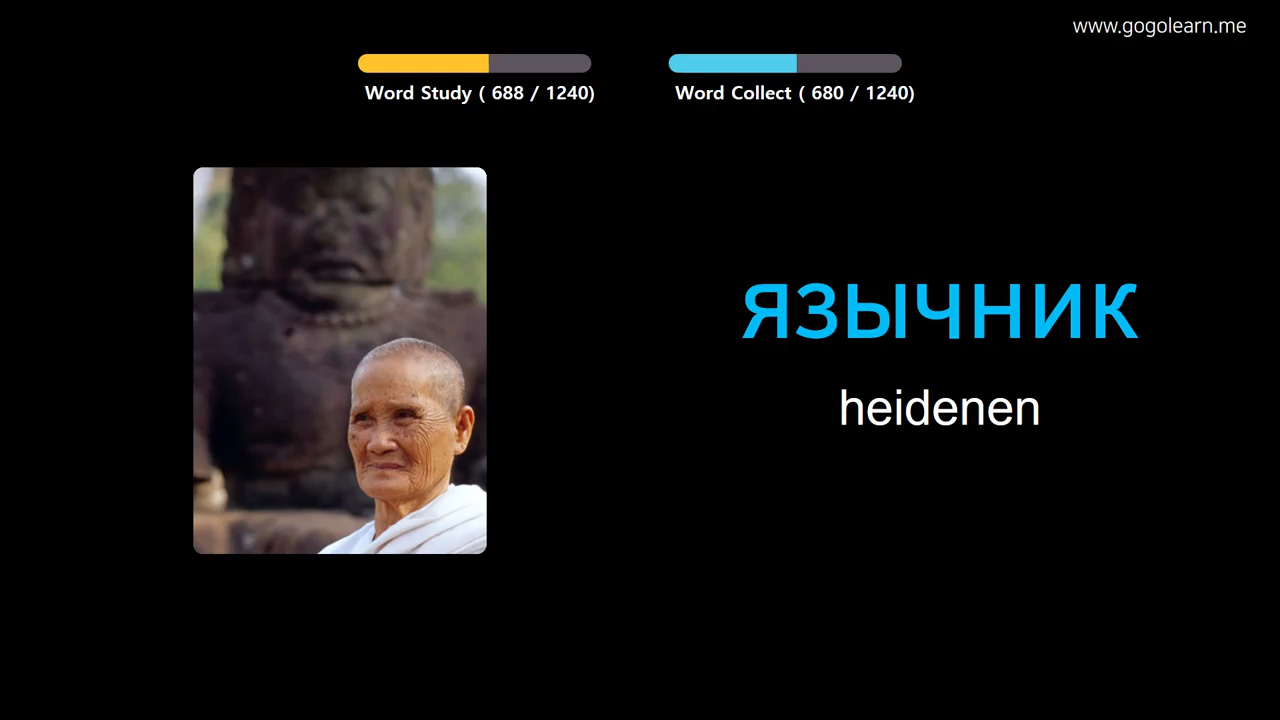 www.gogolearn.me
Word Study ( 688 / 1240)
Word Collect ( 680 / 1240)
язычник
heidenen